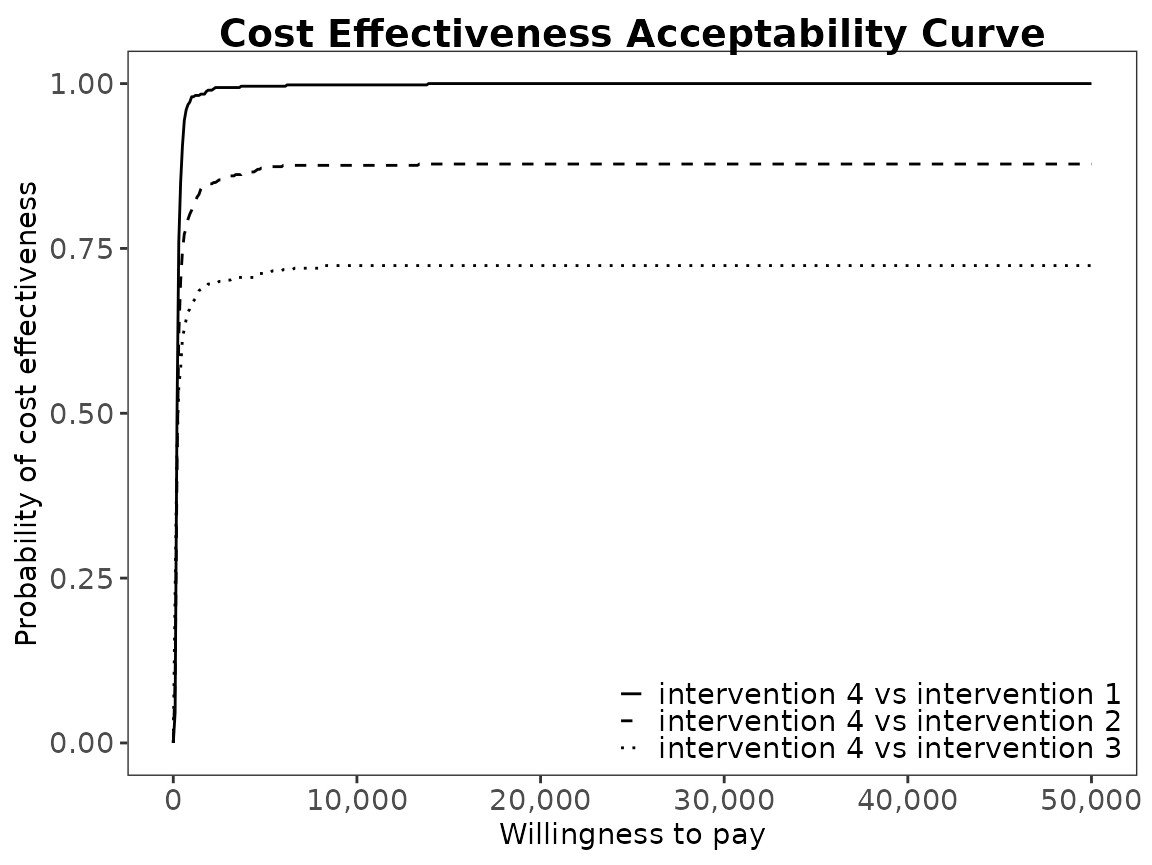 Cost Effectiveness Acceptability Curve
Probability of cost effectiveness
1.00
0.75
0.50
0.25
0.00
intervention 4 vs intervention 1
intervention 4 vs intervention 2
intervention 4 vs intervention 3
0 10,000 20,000 30,000 40,000 50,000
Willingness to pay